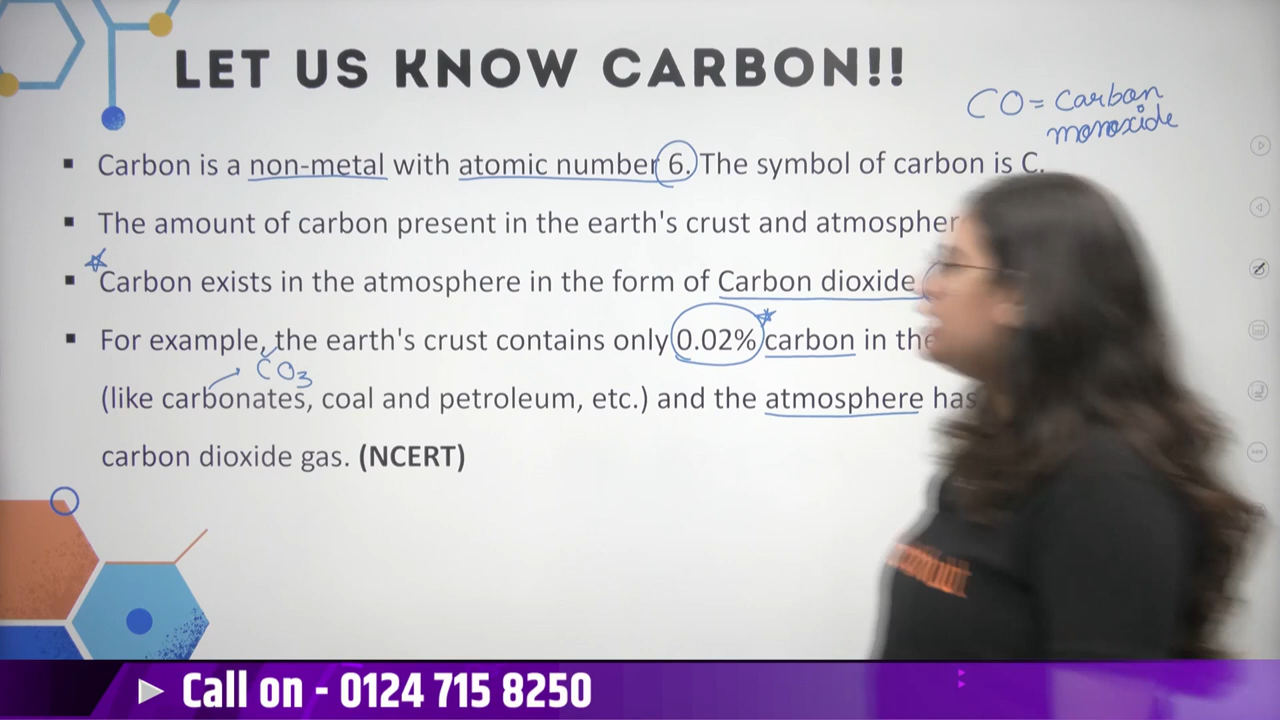 LET US KNOW CARBON!!
CO = Carbon
monoxide
▪ Carbon is a non-metal with atomic number 6. The symbol of carbon is C.
▪ The amount of carbon present in the earth's crust and atmospher
▪ Carbon exists in the atmosphere in the form of Carbon dioxide
▪ For example, the earth's crust contains only 0.02% carbon in the
CO3
(like carbonates, coal and petroleum, etc.) and the atmosphere has
carbon dioxide gas. (NCERT)
Call on - 0124 715 8250